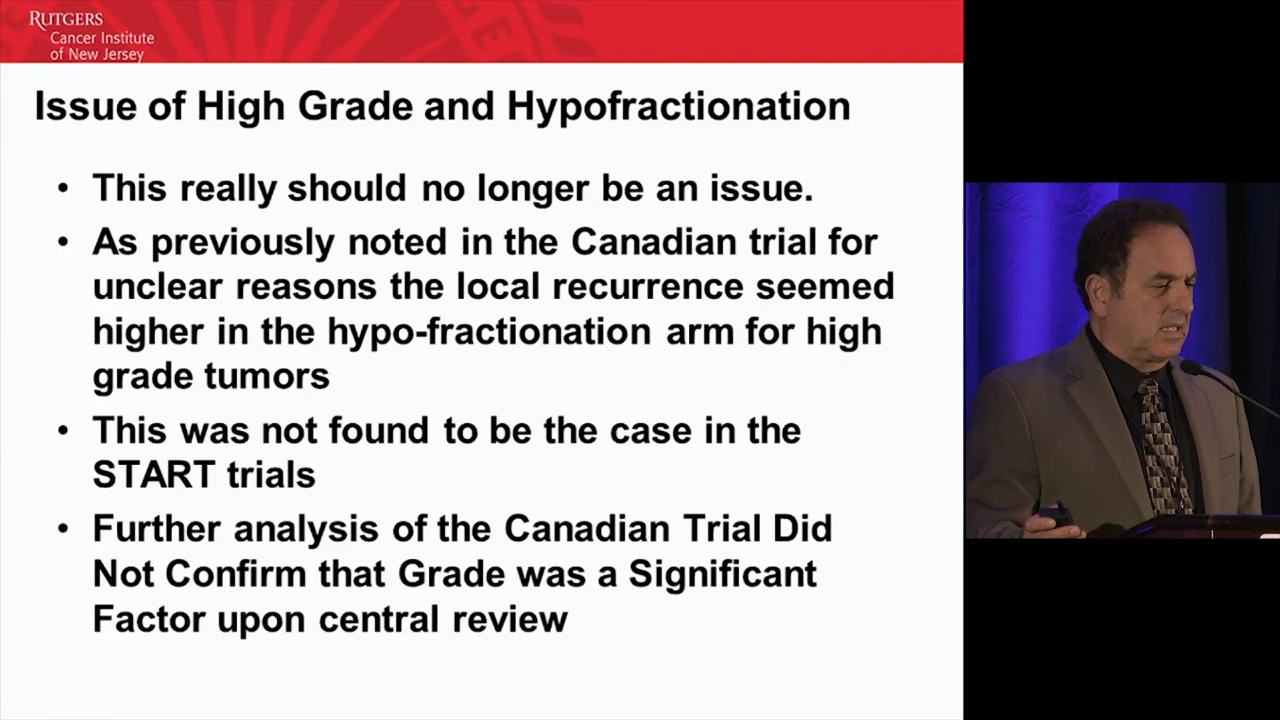 RUTGERS
Cancer Institute
of New Jersey
Issue of High Grade and Hypofractionation
• This really should no longer be an issue.
• As previously noted in the Canadian trial for
unclear reasons the local recurrence seemed
higher in the hypo-fractionation arm for high
grade tumors
• This was not found to be the case in the
START trials
• Further analysis of the Canadian Trial Did
Not Confirm that Grade was a Significant
Factor upon central review